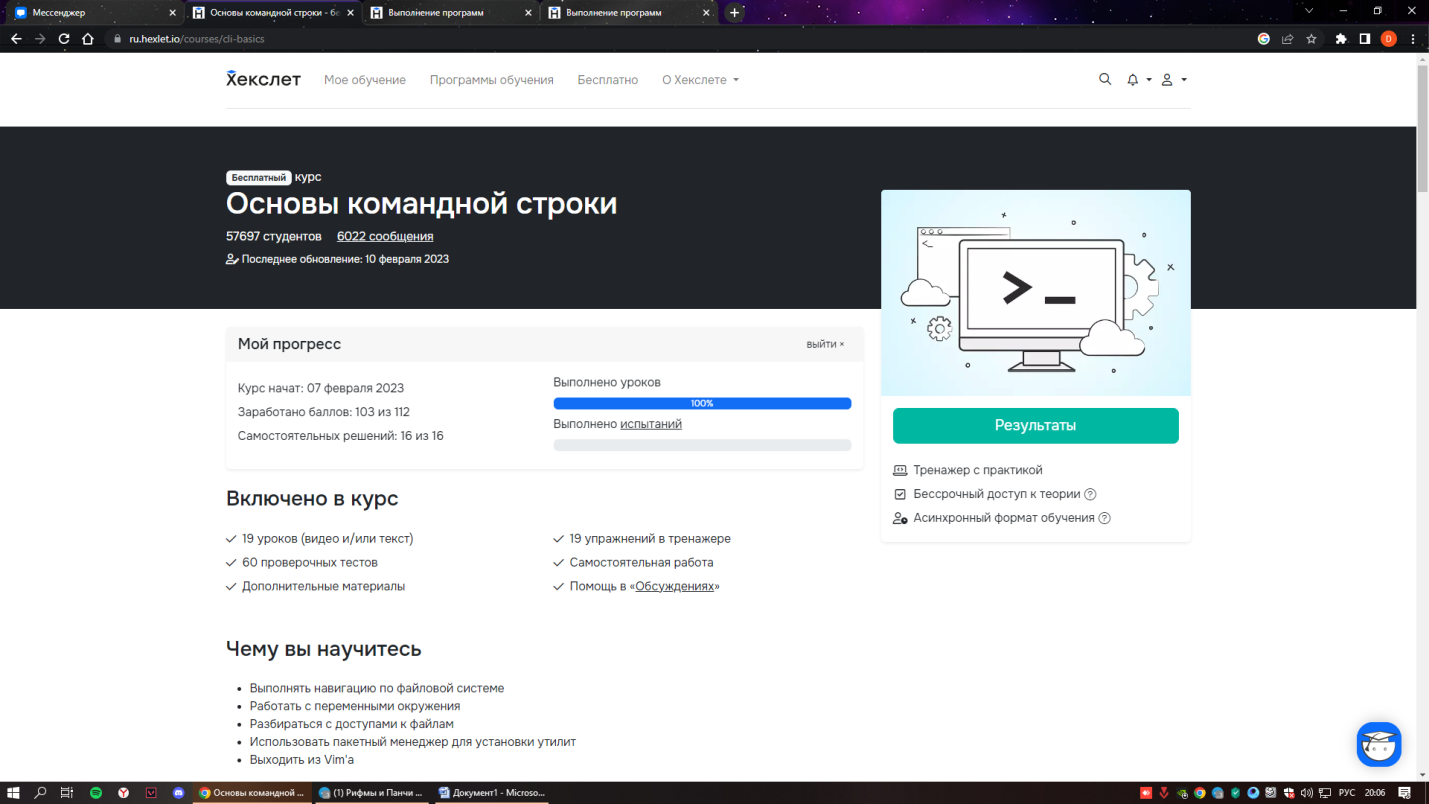 Мессенджер
Основы командной строки - бе
Выполнение программ
Выполнение программ
ru.hexlet.io/courses/cli-basics
D
Хекслет
Мое обучение
Программы обучения
Бесплатно
О Хекслете
Бесплатный курс
Основы командной строки
57697 студентов 6022 сообщения
Последнее обновление: 10 февраля 2023
Мой прогресс
выйти ×
Курс начат: 07 февраля 2023
Заработано баллов: 103 из 112
Самостоятельных решений: 16 из 16
Выполнено уроков
100%
Выполнено испытаний
Результаты
Тренажер с практикой
Бессрочный доступ к теории
Асинхронный формат обучения
Включено в курс
19 уроков (видео и/или текст)
60 проверочных тестов
Дополнительные материалы
19 упражнений в тренажере
Самостоятельная работа
Помощь в «Обсуждениях»
Чему вы научитесь
Выполнять навигацию по файловой системе
Работать с переменными окружения
Разбираться с доступами к файлам
Использовать пакетный менеджер для установки утилит
Выходить из Vim'а
Основы командной ...
(1) Рифмы и Панчи ...
Документ1 - Microso...
РУС
20:06